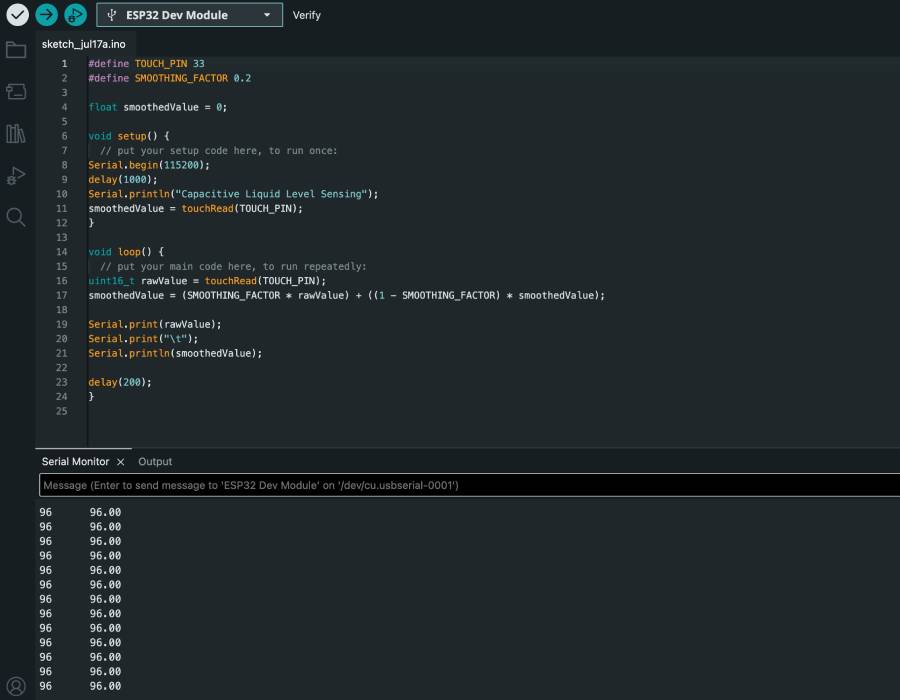 ESP32 Dev Module Verify
sketch_jul17a.ino
1 #define TOUCH_PIN 33
2 #define SMOOTHING_FACTOR 0.2
3
4 float smoothedValue = 0;
5
6 void setup() {
7 // put your setup code here, to run once:
8 Serial.begin(115200);
9 delay(1000);
10 Serial.println("Capacitive Liquid Level Sensing");
11 smoothedValue = touchRead(TOUCH_PIN);
12 }
13
14 void loop() {
15 // put your main code here, to run repeatedly:
16 uint16_t rawValue = touchRead(TOUCH_PIN);
17 smoothedValue = (SMOOTHING_FACTOR * rawValue) + ((1 - SMOOTHING_FACTOR) * smoothedValue);
18
19 Serial.print(rawValue);
20 Serial.print("\t");
21 Serial.println(smoothedValue);
22
23 delay(200);
24 }
25
Serial Monitor × Output
Message (Enter to send message to 'ESP32 Dev Module' on '/dev/cu.usbserial-0001')
96 96.00
96 96.00
96 96.00
96 96.00
96 96.00
96 96.00
96 96.00
96 96.00
96 96.00
96 96.00
96 96.00
96 96.00
96 96.00